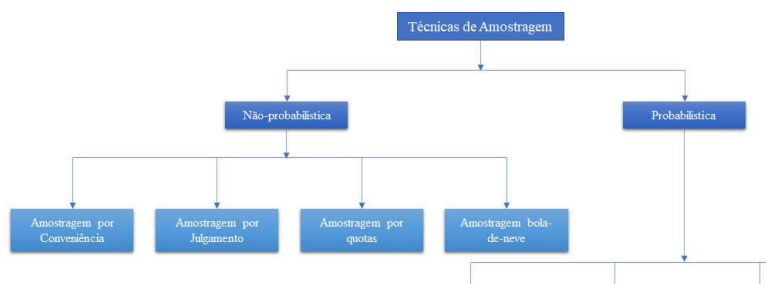 Técnicas de Amostragem
Não-probabilística
Probabilística
Amostragem por
Conveniência
Amostragem por
Julgamento
Amostragem por
quotas
Amostragem bola-
de-neve